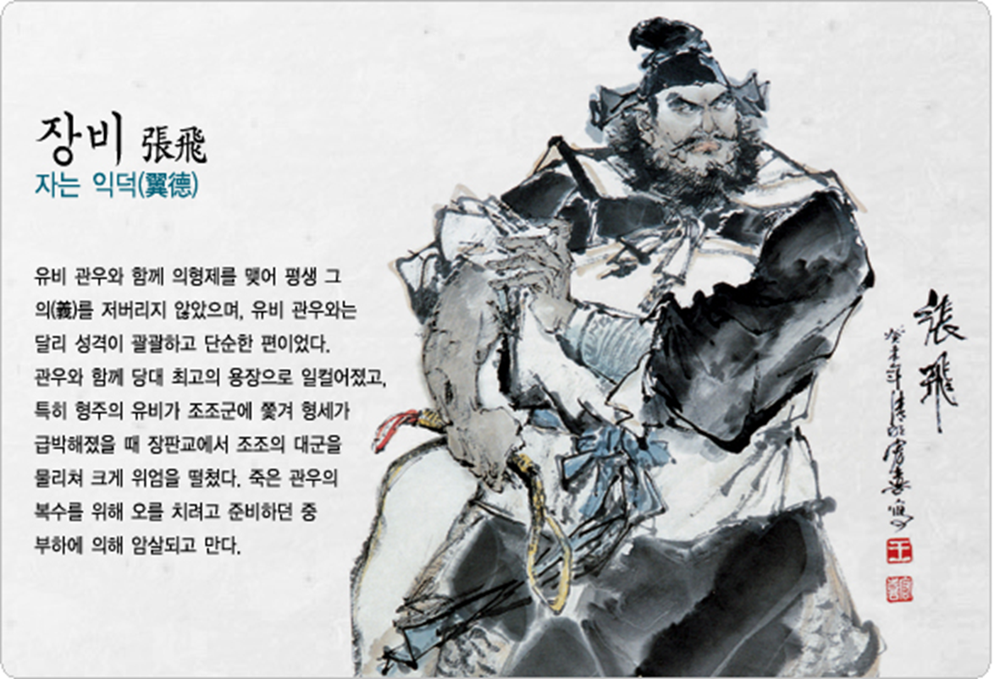 장비 張飛
자는 익덕(翼德)
유비 관우와 함께 의형제를 맺어 평생 그
의(義)를 저버리지 않았으며, 유비 관우와는
달리 성격이 괄괄하고 단순한 편이었다.
관우와 함께 당대 최고의 용장으로 일컬어졌고,
특히 형주의 유비가 조조군에 쫓겨 형세가
급박해졌을 때 장판교에서 조조의 대군을
물리쳐 크게 위엄을 떨쳤다. 죽은 관우의
복수를 위해 오를 치려고 준비하던 중
부하에 의해 암살되고 만다.
張飛
癸未年
王